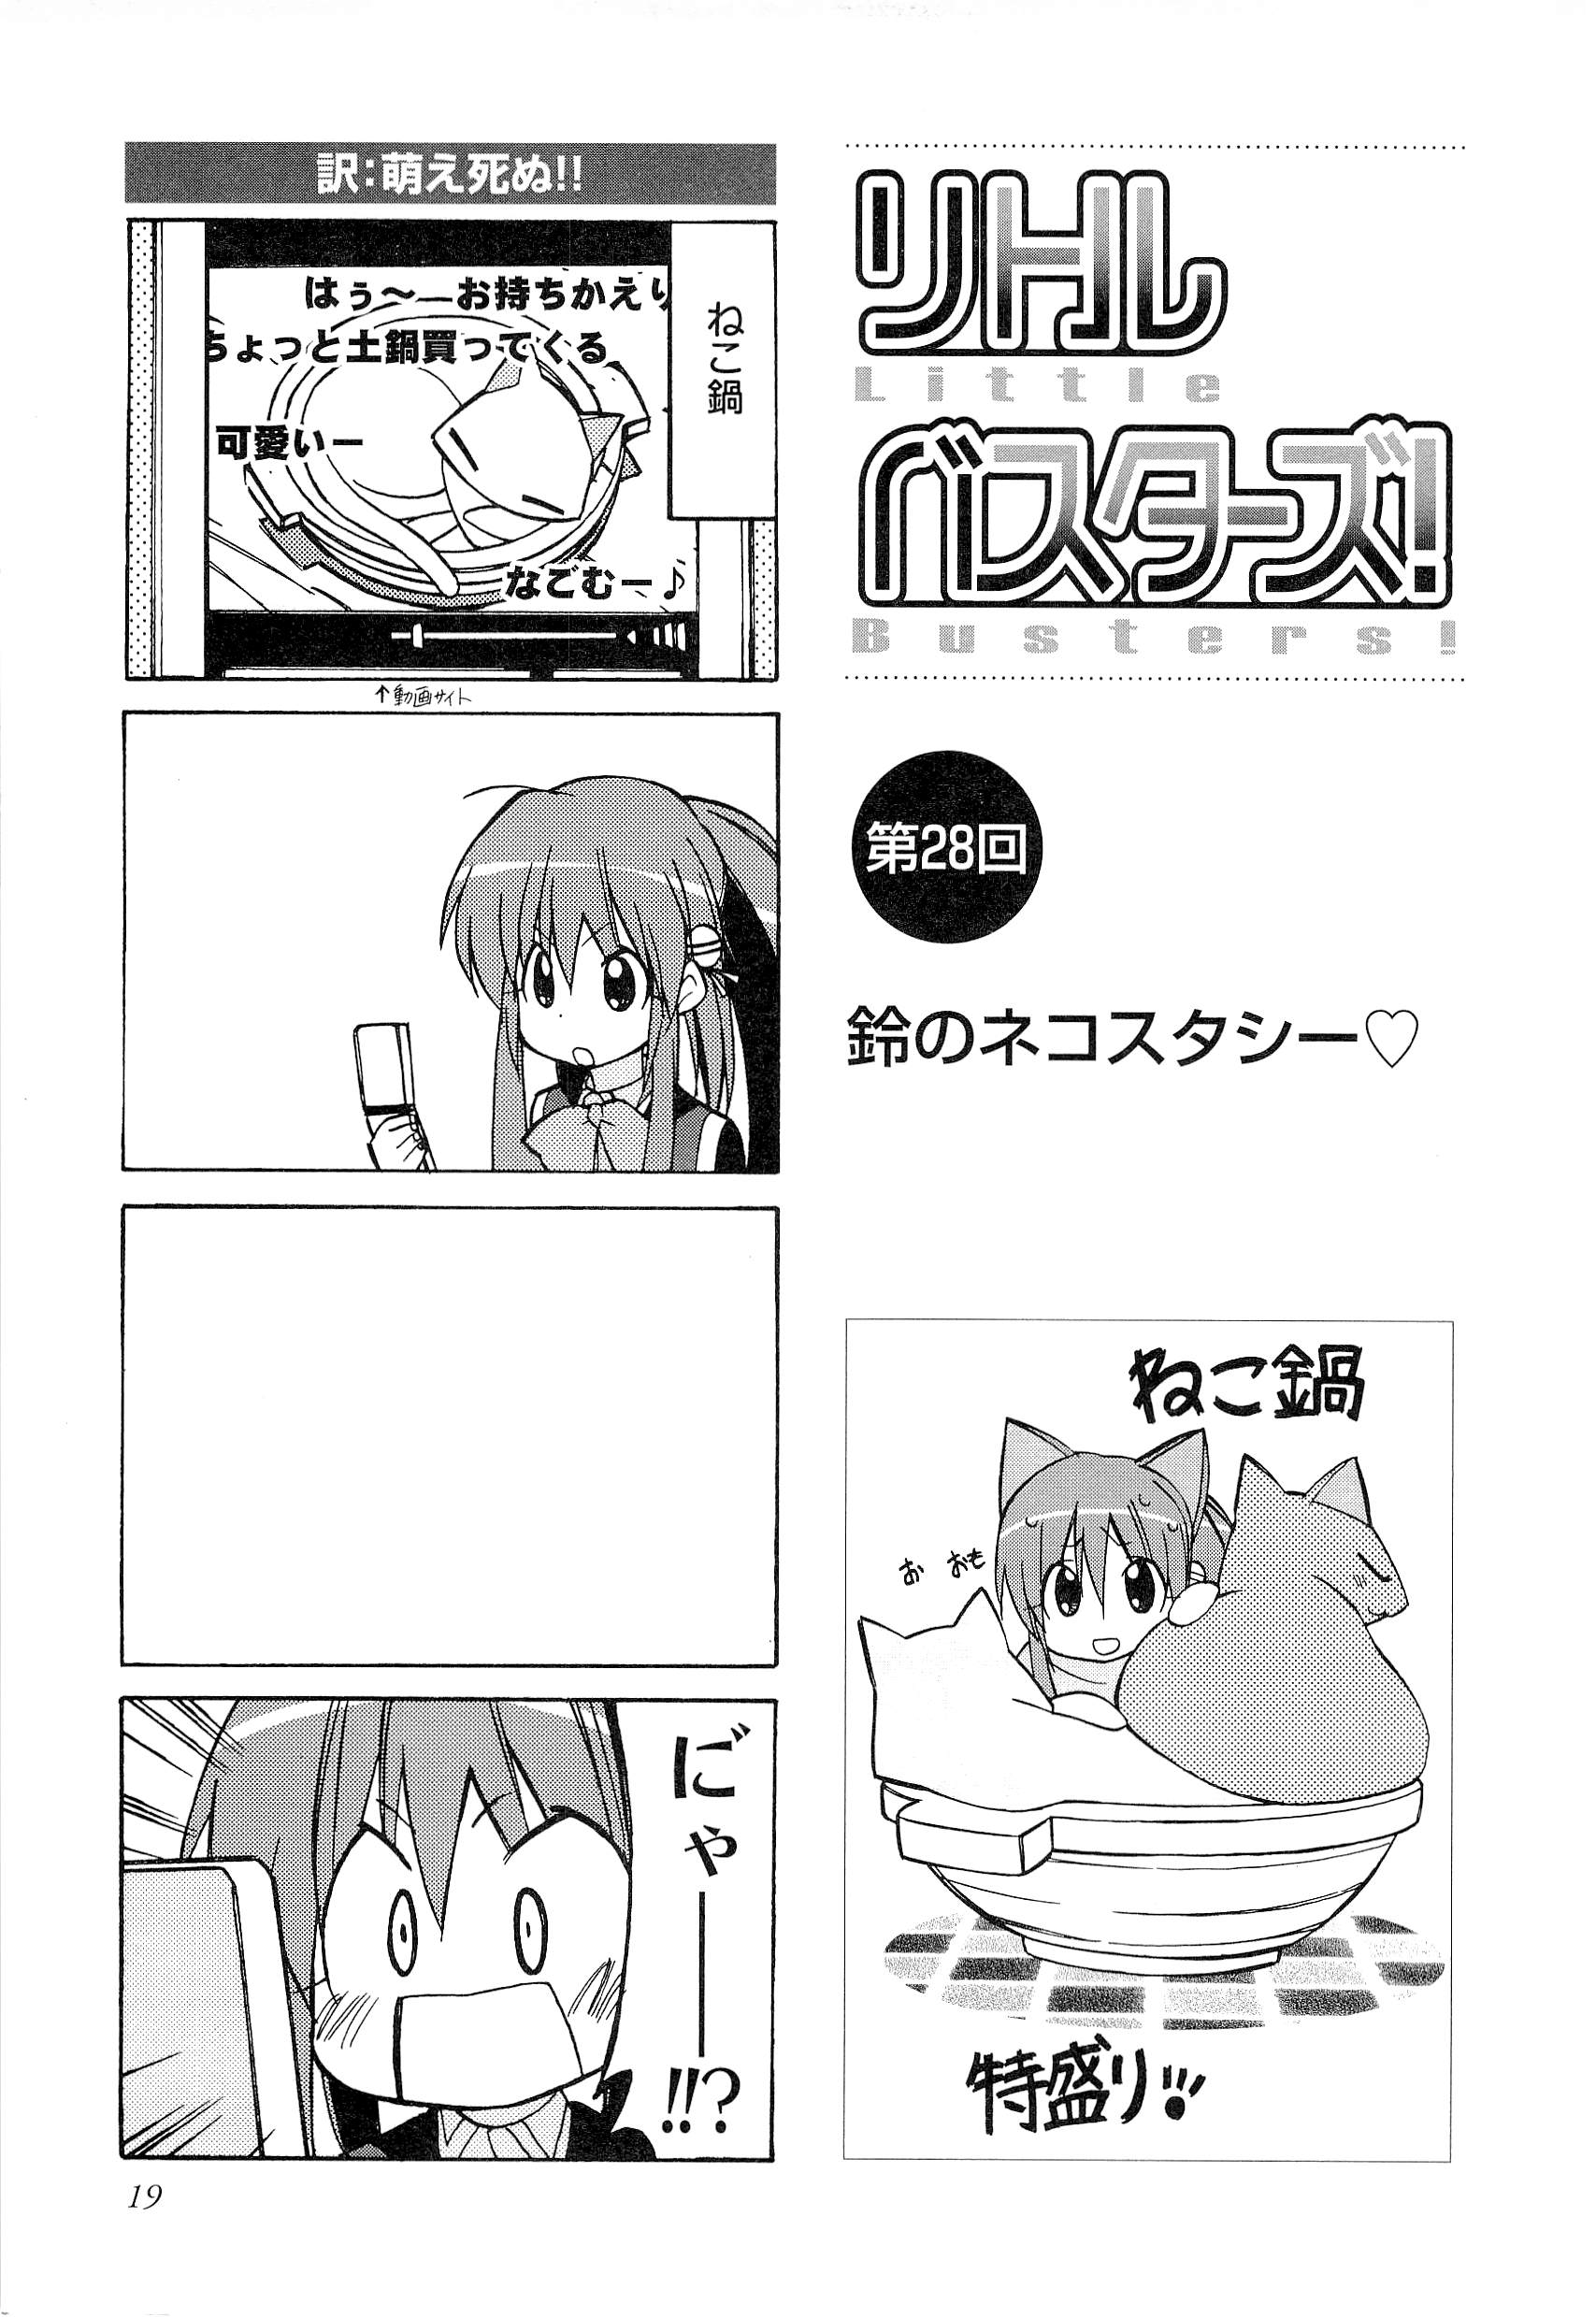 リトル
Little
バスターズ!
Busters!
第28回
鈴のネコスタシー♡
ねこ鍋
お おも
特盛り!!!
訳:萌え死ぬ!!
ねこ鍋
はぅ〜 お持ちかえり
ちょっと土鍋買ってくる
可愛いー
なごむー♪
↑動画サイト
にゃーーー!!?
19